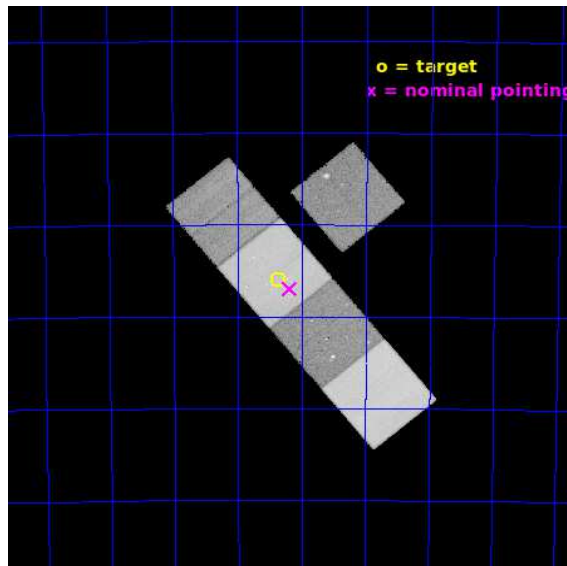 o = target
x = nominal pointing